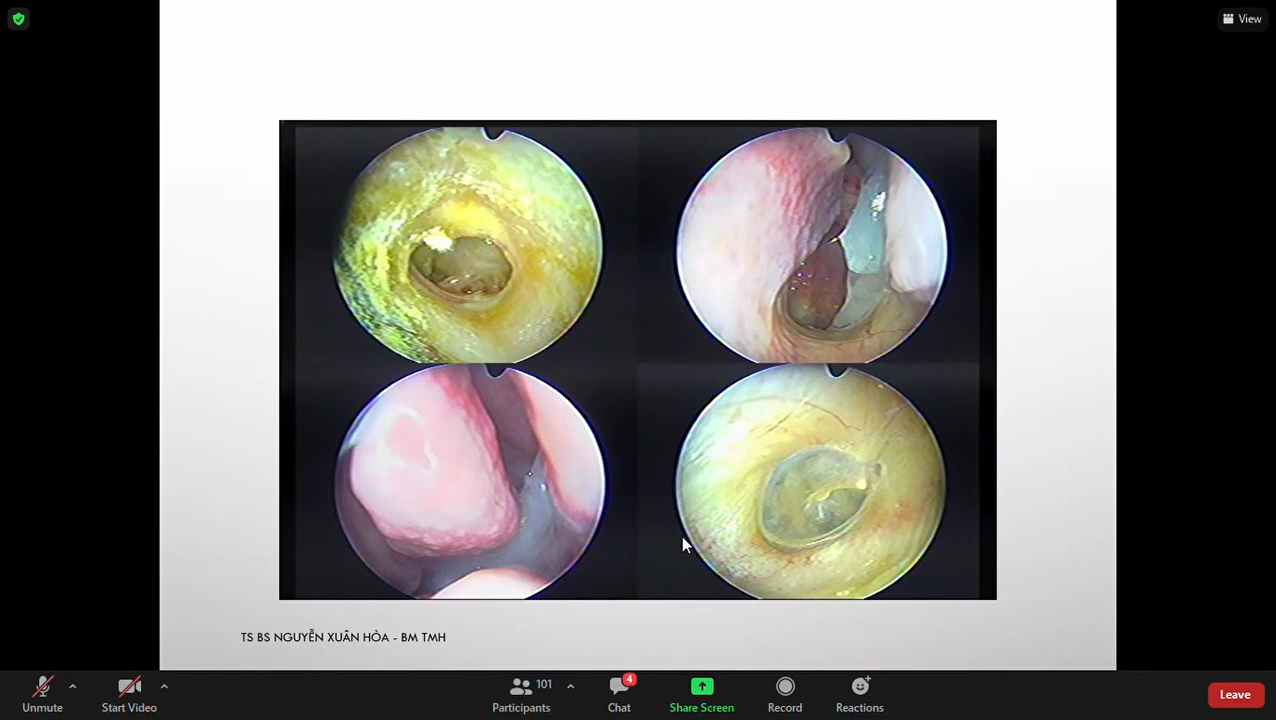 View
TS BS NGUYỄN XUÂN HÒA - BM TMH
Unmute
Start Video
101
Participants
4
Chat
Share Screen
Record
Reactions
Leave